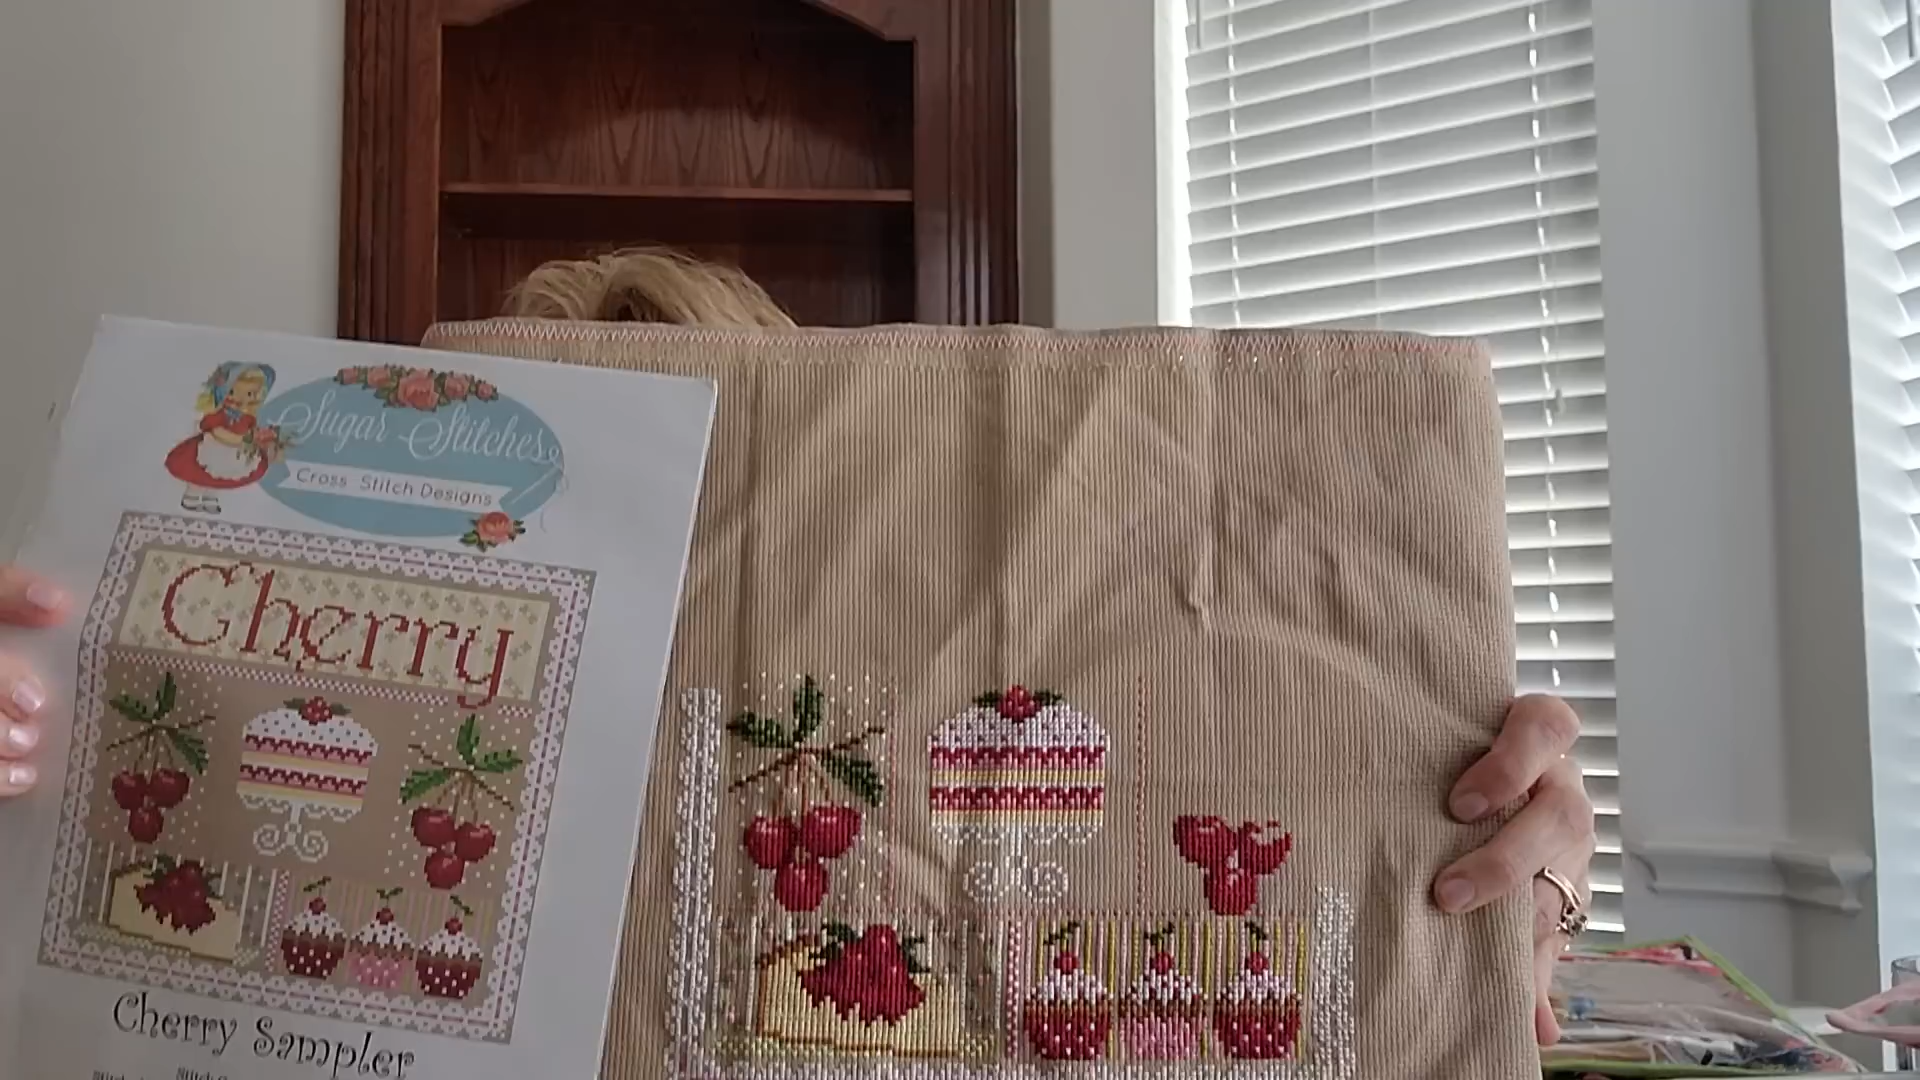 Sugar Stitches
Cross Stitch Designs
Cherry
Cherry Sampler